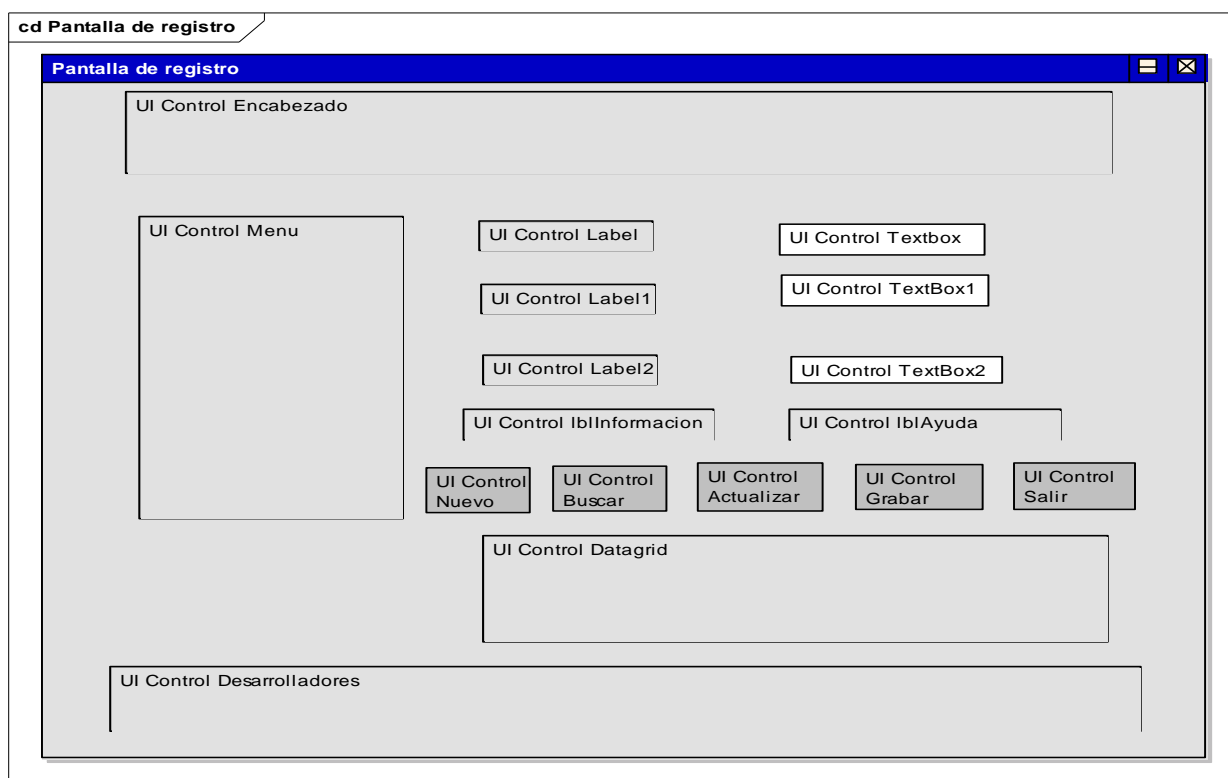 cd Pantalla de registro
Pantalla de registro
UI Control Encabezado
UI Control Menu
UI Control Label
UI Control Textbox
UI Control Label1
UI Control TextBox1
UI Control Label2
UI Control TextBox2
UI Control lblInformacion
UI Control lblAyuda
UI Control
Nuevo
UI Control
Buscar
UI Control
Actualizar
UI Control
Grabar
UI Control
Salir
UI Control Datagrid
UI Control Desarrolladores